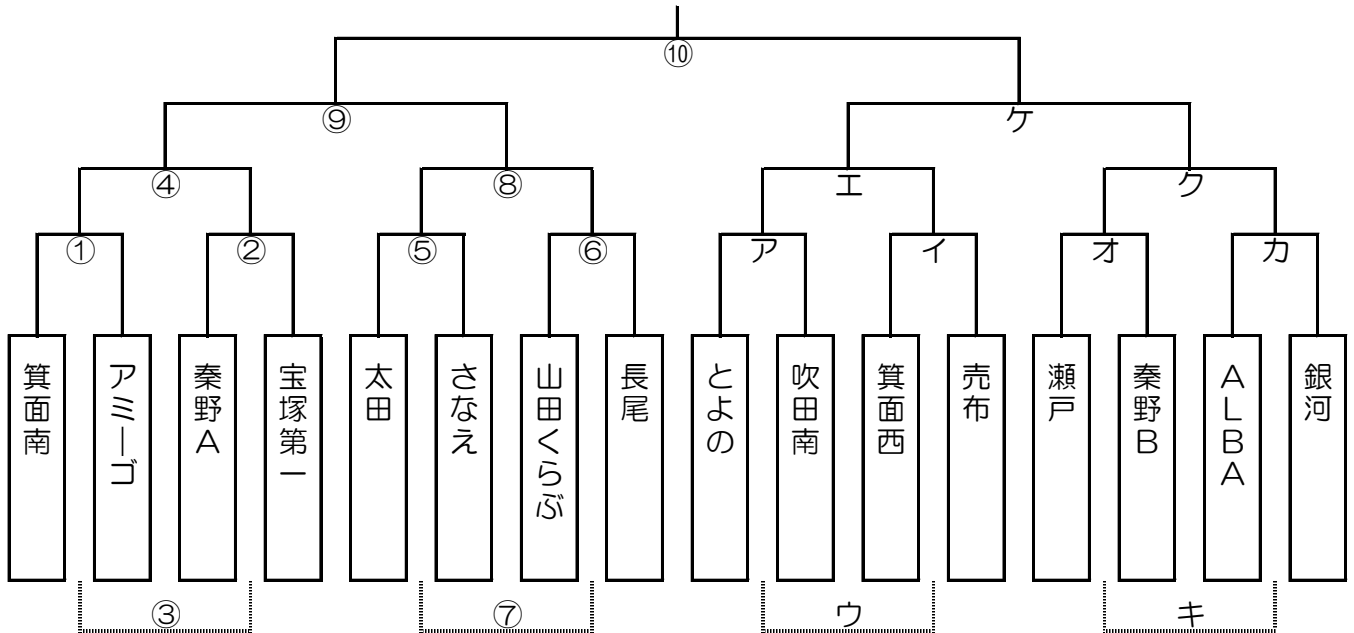 ⑩
⑨
ケ
④
⑧
エ
ク
①
②
⑤
⑥
ア
イ
オ
カ
箕面南
アミーゴ
秦野A
宝塚第一
太田
さなえ
山田くらぶ
長尾
とよの
吹田南
箕面西
売布
瀬戸
秦野B
ALBA
銀河
③
⑦
ウ
キ